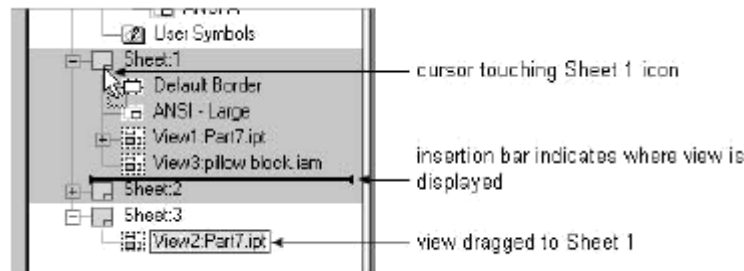 User Symbols
Sheet:1
cursor touching Sheet 1 icon
Default Border
ANSI - Large
View1:Part7.ipt
View3:pillow block.iam
insertion bar indicates where view is
displayed
Sheet:2
Sheet:3
View2:Part7.ipt
view dragged to Sheet 1